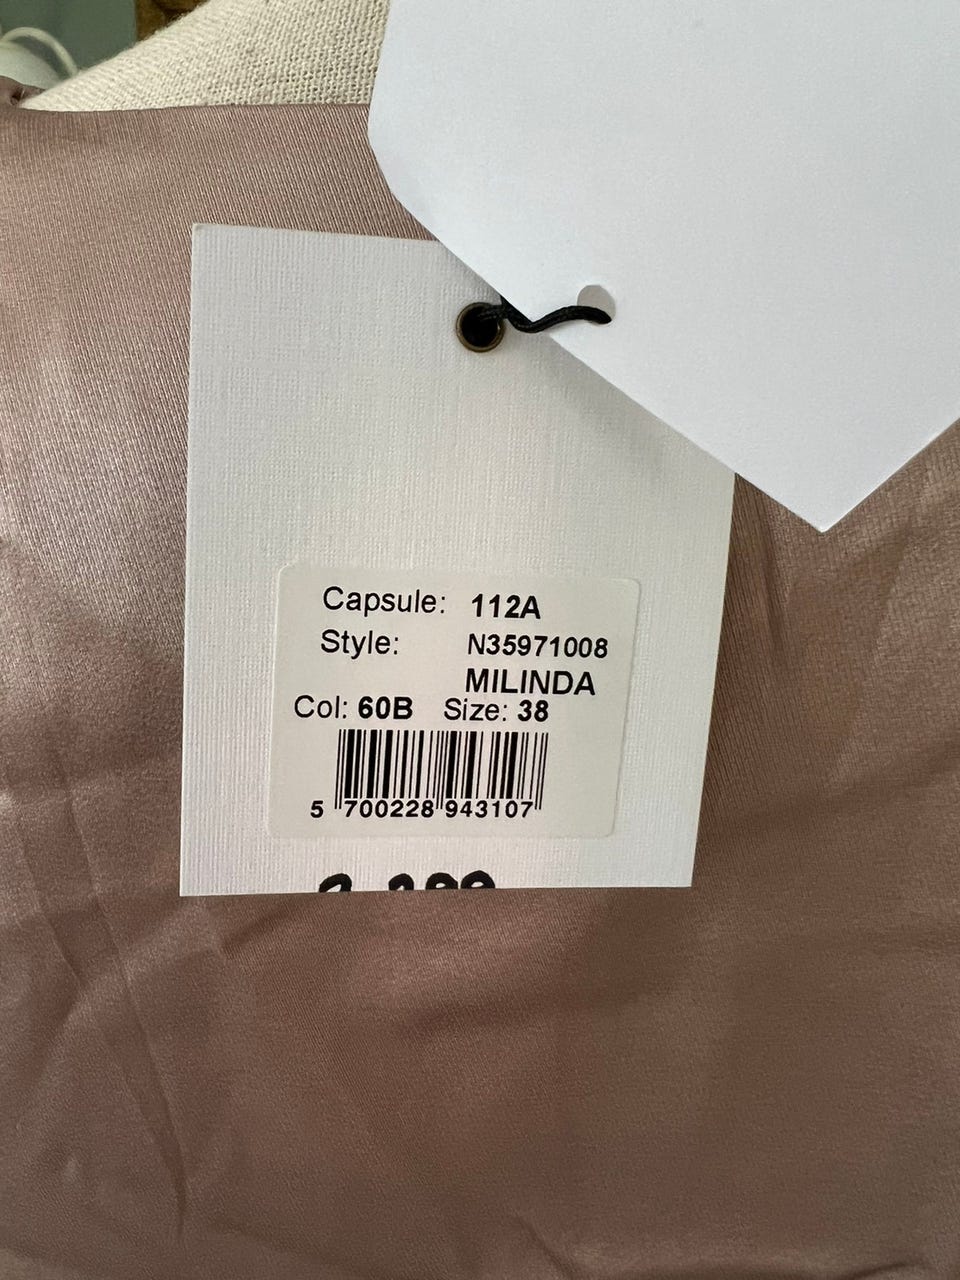 Capsule: 112A
Style: N35971008
MILINDA
Col: 60B Size: 38
5 700228 943107